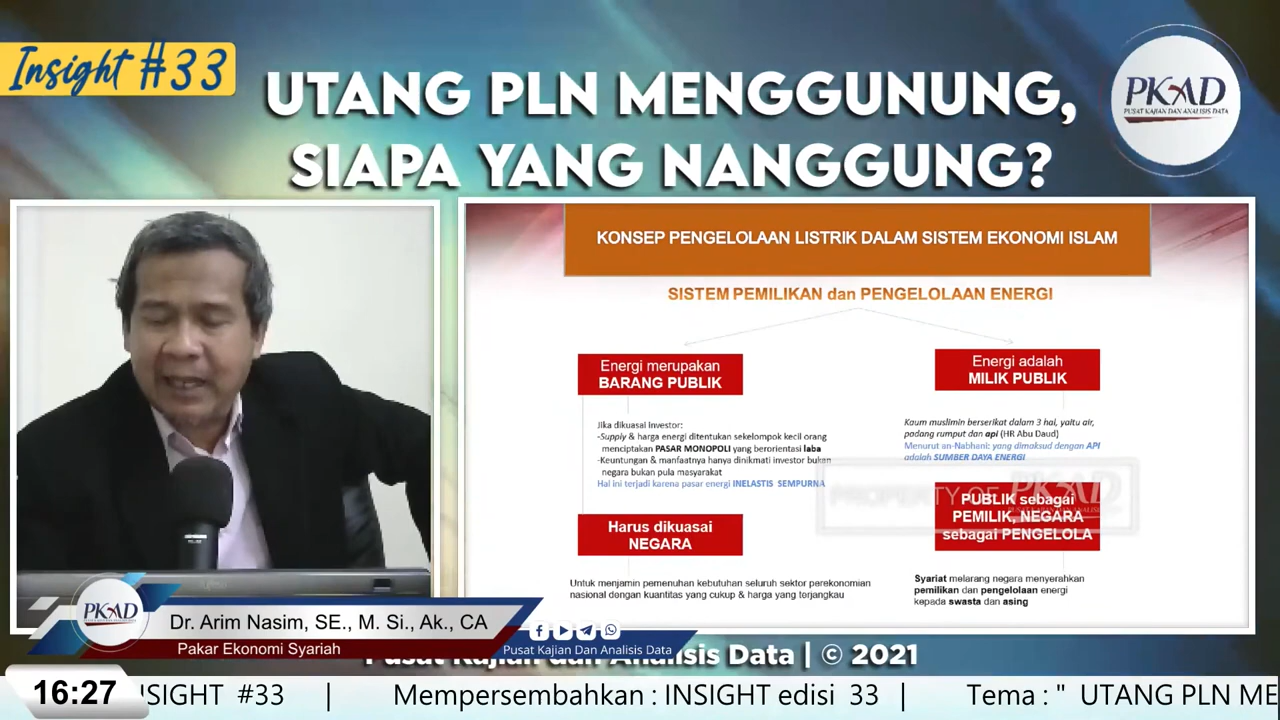 Insight #33
UTANG PLN MENGGUNUNG,
SIAPA YANG NANGGUNG?
PKAD
PUSAT KAJIAN DAN ANALISIS DATA
KONSEP PENGELOLAAN LISTRIK DALAM SISTEM EKONOMI ISLAM
SISTEM PEMILIKAN dan PENGELOLAAN ENERGI
Energi merupakan
BARANG PUBLIK
Jika dikuasai investor:
-Supply & harga energi ditentukan sekelompok kecil orang
menciptakan PASAR MONOPOLI yang berorientasi laba
-Keuntungan & manfaatnya hanya dinikmati investor bukan
negara bukan pula masyarakat
Hal ini terjadi karena pasar energi INELASTIS SEMPURNA
Harus dikuasai
NEGARA
Untuk menjamin pemenuhan kebutuhan seluruh sektor perekonomian
nasional dengan kuantitas yang cukup & harga yang terjangkau
Energi adalah
MILIK PUBLIK
Kaum muslimin berserikat dalam 3 hal, yaitu air,
padang rumput dan api (HR Abu Daud)
Menurut an-Nabhani: yang dimaksud dengan API
adalah SUMBER DAYA ENERGI
PROPERTY OF PKAD
PUBLIK sebagai
PEMILIK, NEGARA
sebagai PENGELOLA
Syariat melarang negara menyerahkan
pemilikan dan pengelolaan energi
kepada swasta dan asing
PKAD
Dr. Arim Nasim, SE., M. Si., Ak., CA
Pakar Ekonomi Syariah
Pusat Kajian Dan Analisis Data
Pusat Kajian dan Analisis Data | © 2021
16:27
INSIGHT #33 | Mempersembahkan : INSIGHT edisi 33 | Tema : " UTANG PLN ME